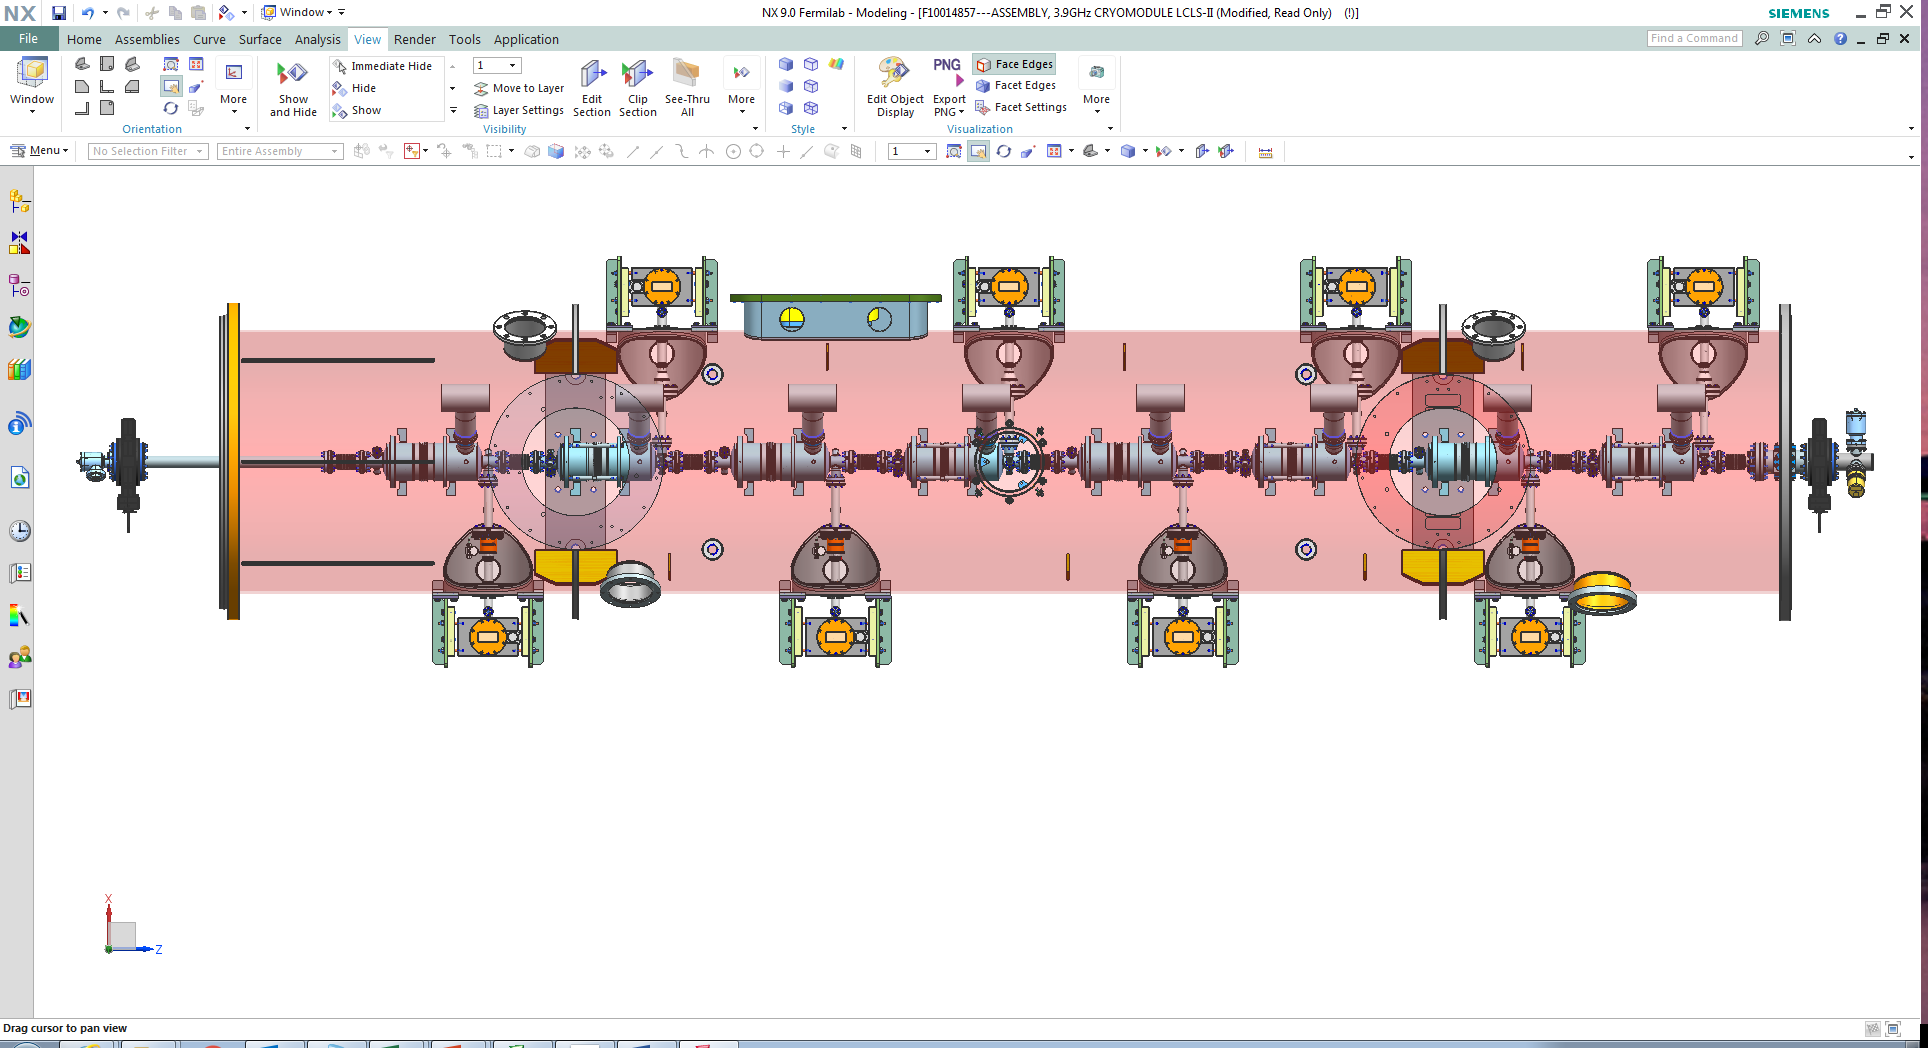 NX
Window
NX 9.0 Fermilab - Modeling - [F10014857---ASSEMBLY, 3.9GHz CRYOMODULE LCLS-II (Modified, Read Only)   (!)]
SIEMENS
File Home Assemblies Curve Surface Analysis View Render Tools Application
Find a Command
Window
More
Orientation
Show and Hide
Immediate Hide
Hide
Show
1
Move to Layer
Layer Settings
Edit Section
Clip Section
See-Thru All
More
Visibility
Style
Edit Object Display
PNG
Export PNG
Face Edges
Facet Edges
Facet Settings
More
Visualization
Menu
No Selection Filter
Entire Assembly
1
X
Z
Drag cursor to pan view